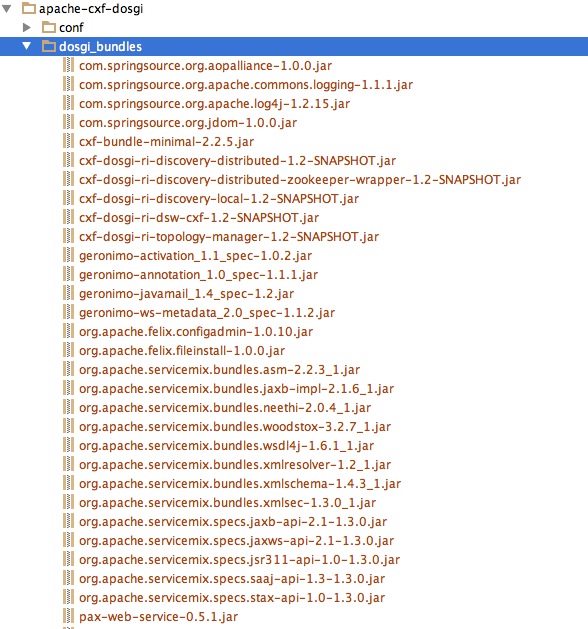 apache-cxf-dosgi
conf
dosgi_bundles
com.springsource.org.aopalliance-1.0.0.jar
com.springsource.org.apache.commons.logging-1.1.1.jar
com.springsource.org.apache.log4j-1.2.15.jar
com.springsource.org.jdom-1.0.0.jar
cxf-bundle-minimal-2.2.5.jar
cxf-dosgi-ri-discovery-distributed-1.2-SNAPSHOT.jar
cxf-dosgi-ri-discovery-distributed-zookeeper-wrapper-1.2-SNAPSHOT.jar
cxf-dosgi-ri-discovery-local-1.2-SNAPSHOT.jar
cxf-dosgi-ri-dsw-cxf-1.2-SNAPSHOT.jar
cxf-dosgi-ri-topology-manager-1.2-SNAPSHOT.jar
geronimo-activation_1.1_spec-1.0.2.jar
geronimo-annotation_1.0_spec-1.1.1.jar
geronimo-javamail_1.4_spec-1.2.jar
geronimo-ws-metadata_2.0_spec-1.1.2.jar
org.apache.felix.configadmin-1.0.10.jar
org.apache.felix.fileinstall-1.0.0.jar
org.apache.servicemix.bundles.asm-2.2.3_1.jar
org.apache.servicemix.bundles.jaxb-impl-2.1.6_1.jar
org.apache.servicemix.bundles.neethi-2.0.4_1.jar
org.apache.servicemix.bundles.woodstox-3.2.7_1.jar
org.apache.servicemix.bundles.wsdl4j-1.6.1_1.jar
org.apache.servicemix.bundles.xmlresolver-1.2_1.jar
org.apache.servicemix.bundles.xmlschema-1.4.3_1.jar
org.apache.servicemix.bundles.xmlsec-1.3.0_1.jar
org.apache.servicemix.specs.jaxb-api-2.1-1.3.0.jar
org.apache.servicemix.specs.jaxws-api-2.1-1.3.0.jar
org.apache.servicemix.specs.jsr311-api-1.0-1.3.0.jar
org.apache.servicemix.specs.saaj-api-1.3-1.3.0.jar
org.apache.servicemix.specs.stax-api-1.0-1.3.0.jar
pax-web-service-0.5.1.jar